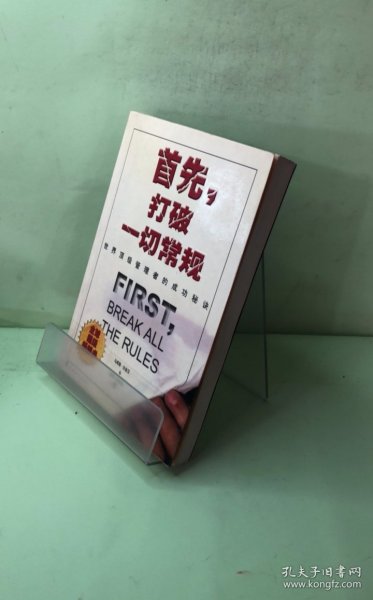 首先,
打破
一切常规
世界顶级管理者的成功秘诀
FIRST,
BREAK ALL
THE RULES
孔夫子旧书网
www.kongfz.com